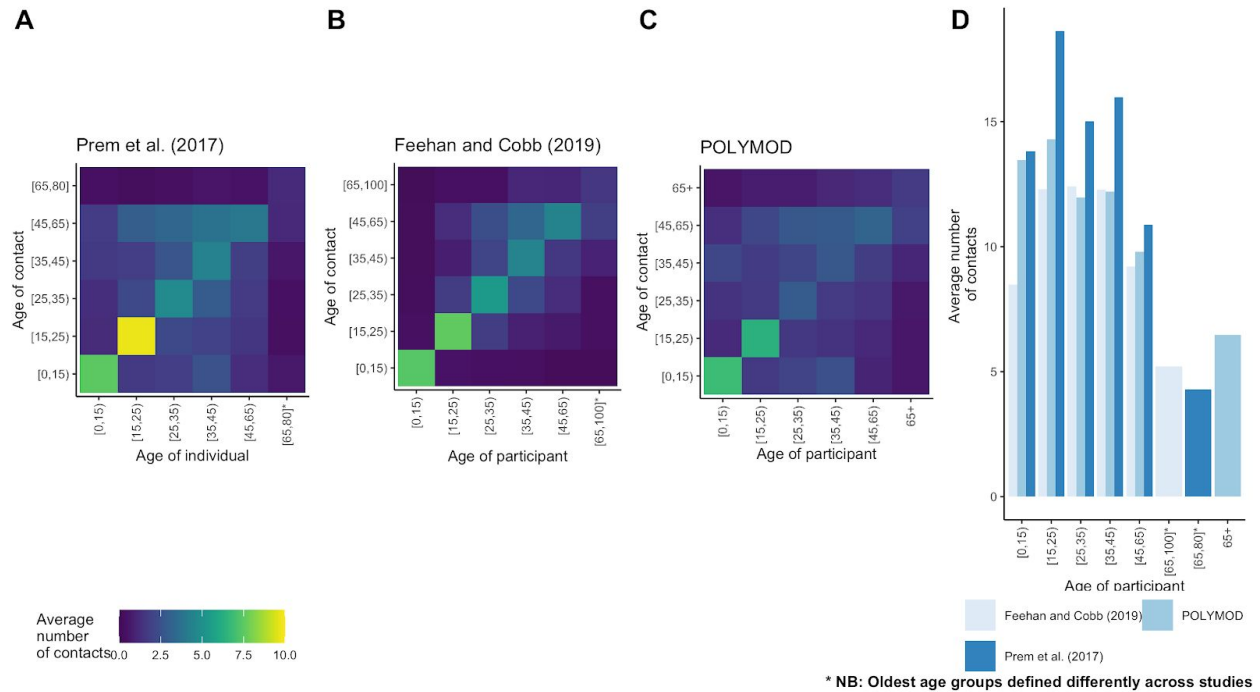 A
B
C
D
Prem et al. (2017)
Age of contact
[65,80]
[45,65)
[35,45)
[25,35)
[15,25)
[0,15)
[0,15)
[15,25)
[25,35)
[35,45)
[45,65)
[65,80]*
Age of individual
Feehan and Cobb (2019)
Age of contact
[65,100]
[45,65)
[35,45)
[25,35)
[15,25)
[0,15)
[0,15)
[15,25)
[25,35)
[35,45)
[45,65)
[65,100]*
Age of participant
POLYMOD
Age of contact
65+
[45,65)
[35,45)
[25,35)
[15,25)
[0,15)
[0,15)
[15,25)
[25,35)
[35,45)
[45,65)
65+
Age of participant
Average number
of contacts
15
10
5
0
[0,15)
[15,25)
[25,35)
[35,45)
[45,65)
[65,100]*
[65,80]*
65+
Age of participant
Feehan and Cobb (2019)
POLYMOD
Prem et al. (2017)
Average
number
of contacts
0.0 2.5 5.0 7.5 10.0
* NB: Oldest age groups defined differently across studies